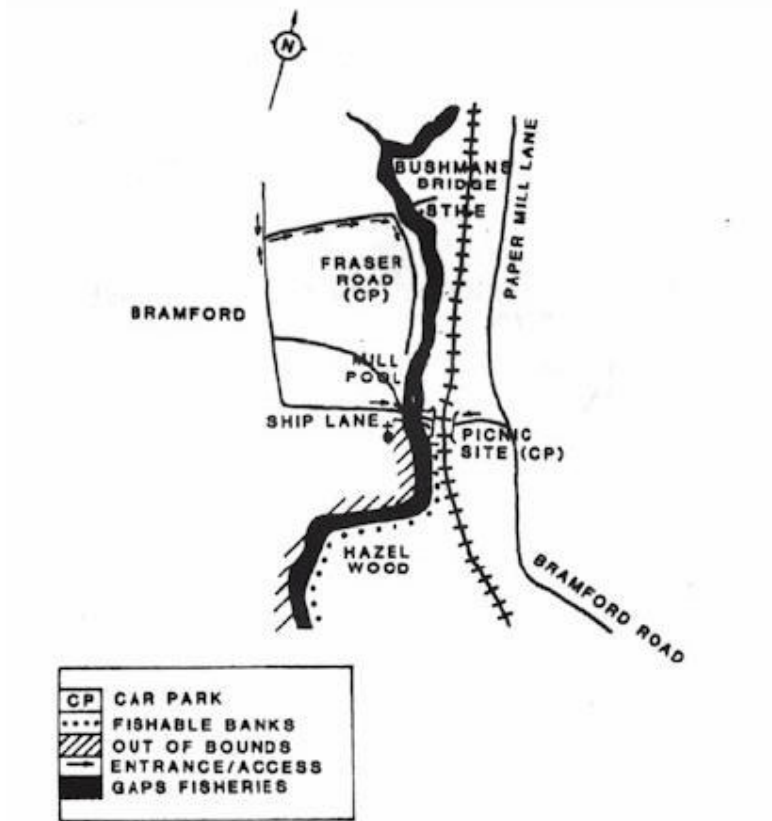 N
BUSHMANS
BRIDGE
STILE
PAPER MILL LANE
FRASER
ROAD
(CP)
BRAMFORD
MILL
POOL
SHIP LANE
PICNIC
SITE (CP)
HAZEL
WOOD
BRAMFORD ROAD
CP CAR PARK
FISHABLE BANKS
OUT OF BOUNDS
ENTRANCE/ACCESS
GAPS FISHERIES